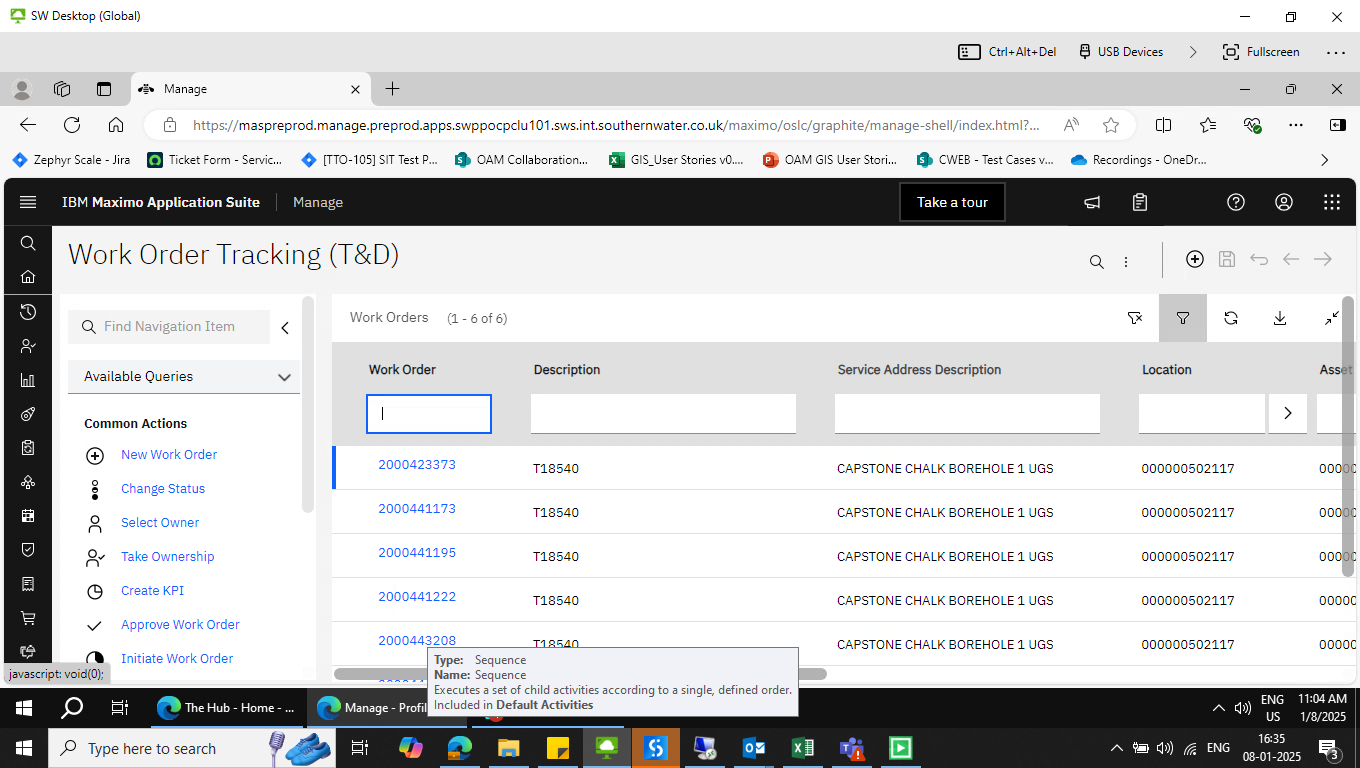 SW Desktop (Global)
Ctrl+Alt+Del
USB Devices
Fullscreen
Manage
https://maspreprod.manage.preprod.apps.swppocpclu101.sws.int.southernwater.co.uk/maximo/oslc/graphite/manage-shell/index.html?...
Zephyr Scale - Jira
Ticket Form - Servic...
[TTO-105] SIT Test P...
OAM Collaboration...
GIS_User Stories v0....
OAM GIS User Stori...
CWEB - Test Cases v...
Recordings - OneDr...
IBM Maximo Application Suite
Manage
Take a tour
Work Order Tracking (T&D)
Find Navigation Item
Available Queries
Common Actions
New Work Order
Change Status
Select Owner
Take Ownership
Create KPI
Approve Work Order
Initiate Work Order
Work Orders (1 - 6 of 6)
Work Order Description Service Address Description Location Asset
2000423373 T18540 CAPSTONE CHALK BOREHOLE 1 UGS 000000502117 0000
2000441173 T18540 CAPSTONE CHALK BOREHOLE 1 UGS 000000502117 0000
2000441195 T18540 CAPSTONE CHALK BOREHOLE 1 UGS 000000502117 0000
2000441222 T18540 CAPSTONE CHALK BOREHOLE 1 UGS 000000502117 0000
2000443208 T18540 CAPSTONE CHALK BOREHOLE 1 UGS 000000502117 0000
javascript: void(0);
Type: Sequence
Name: Sequence
Executes a set of child activities according to a single, defined order.
Included in Default Activities
The Hub - Home - ...
Manage - Profil
ENG
US
11:04 AM
1/8/2025
Type here to search
ENG
16:35
08-01-2025
3